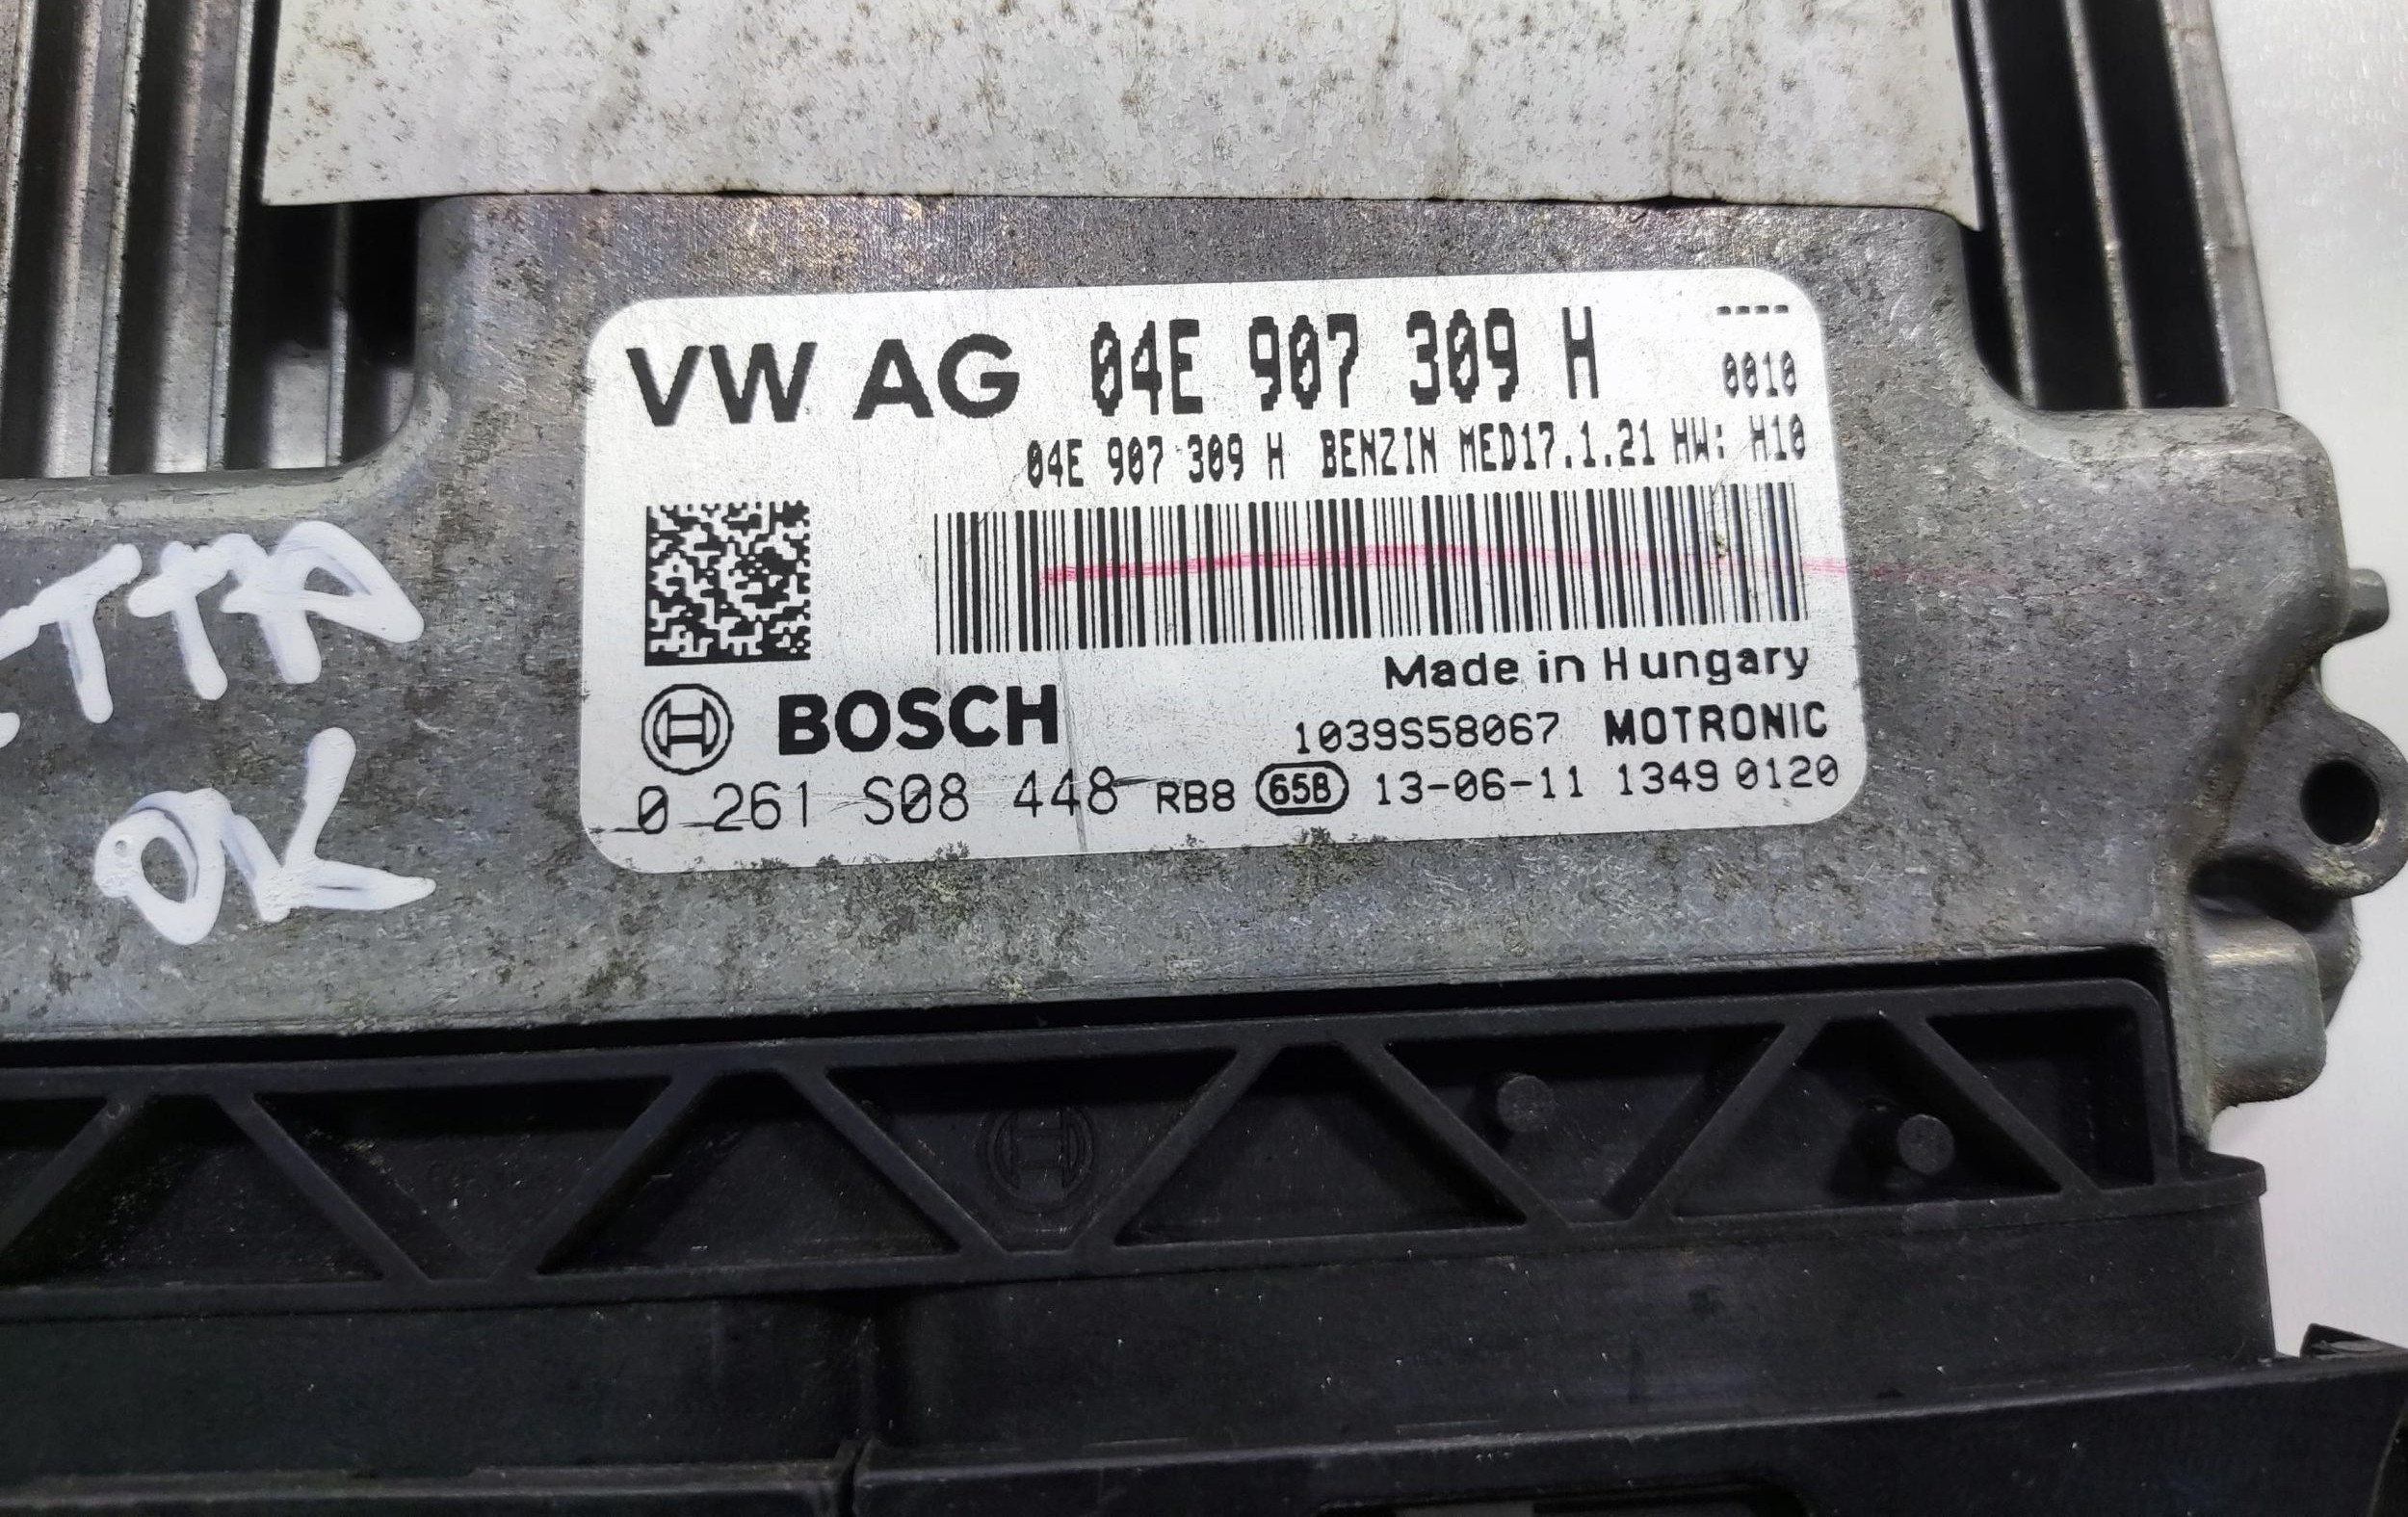 VW AG 04E 907 309 H ----
0010
04E 907 309 H BENZIN MED17.1.21 HW: H10
Made in Hungary
BOSCH
1039S58067 MOTRONIC
0 261 S08 448 RB8 65B 13-06-11 1349 0120
OK